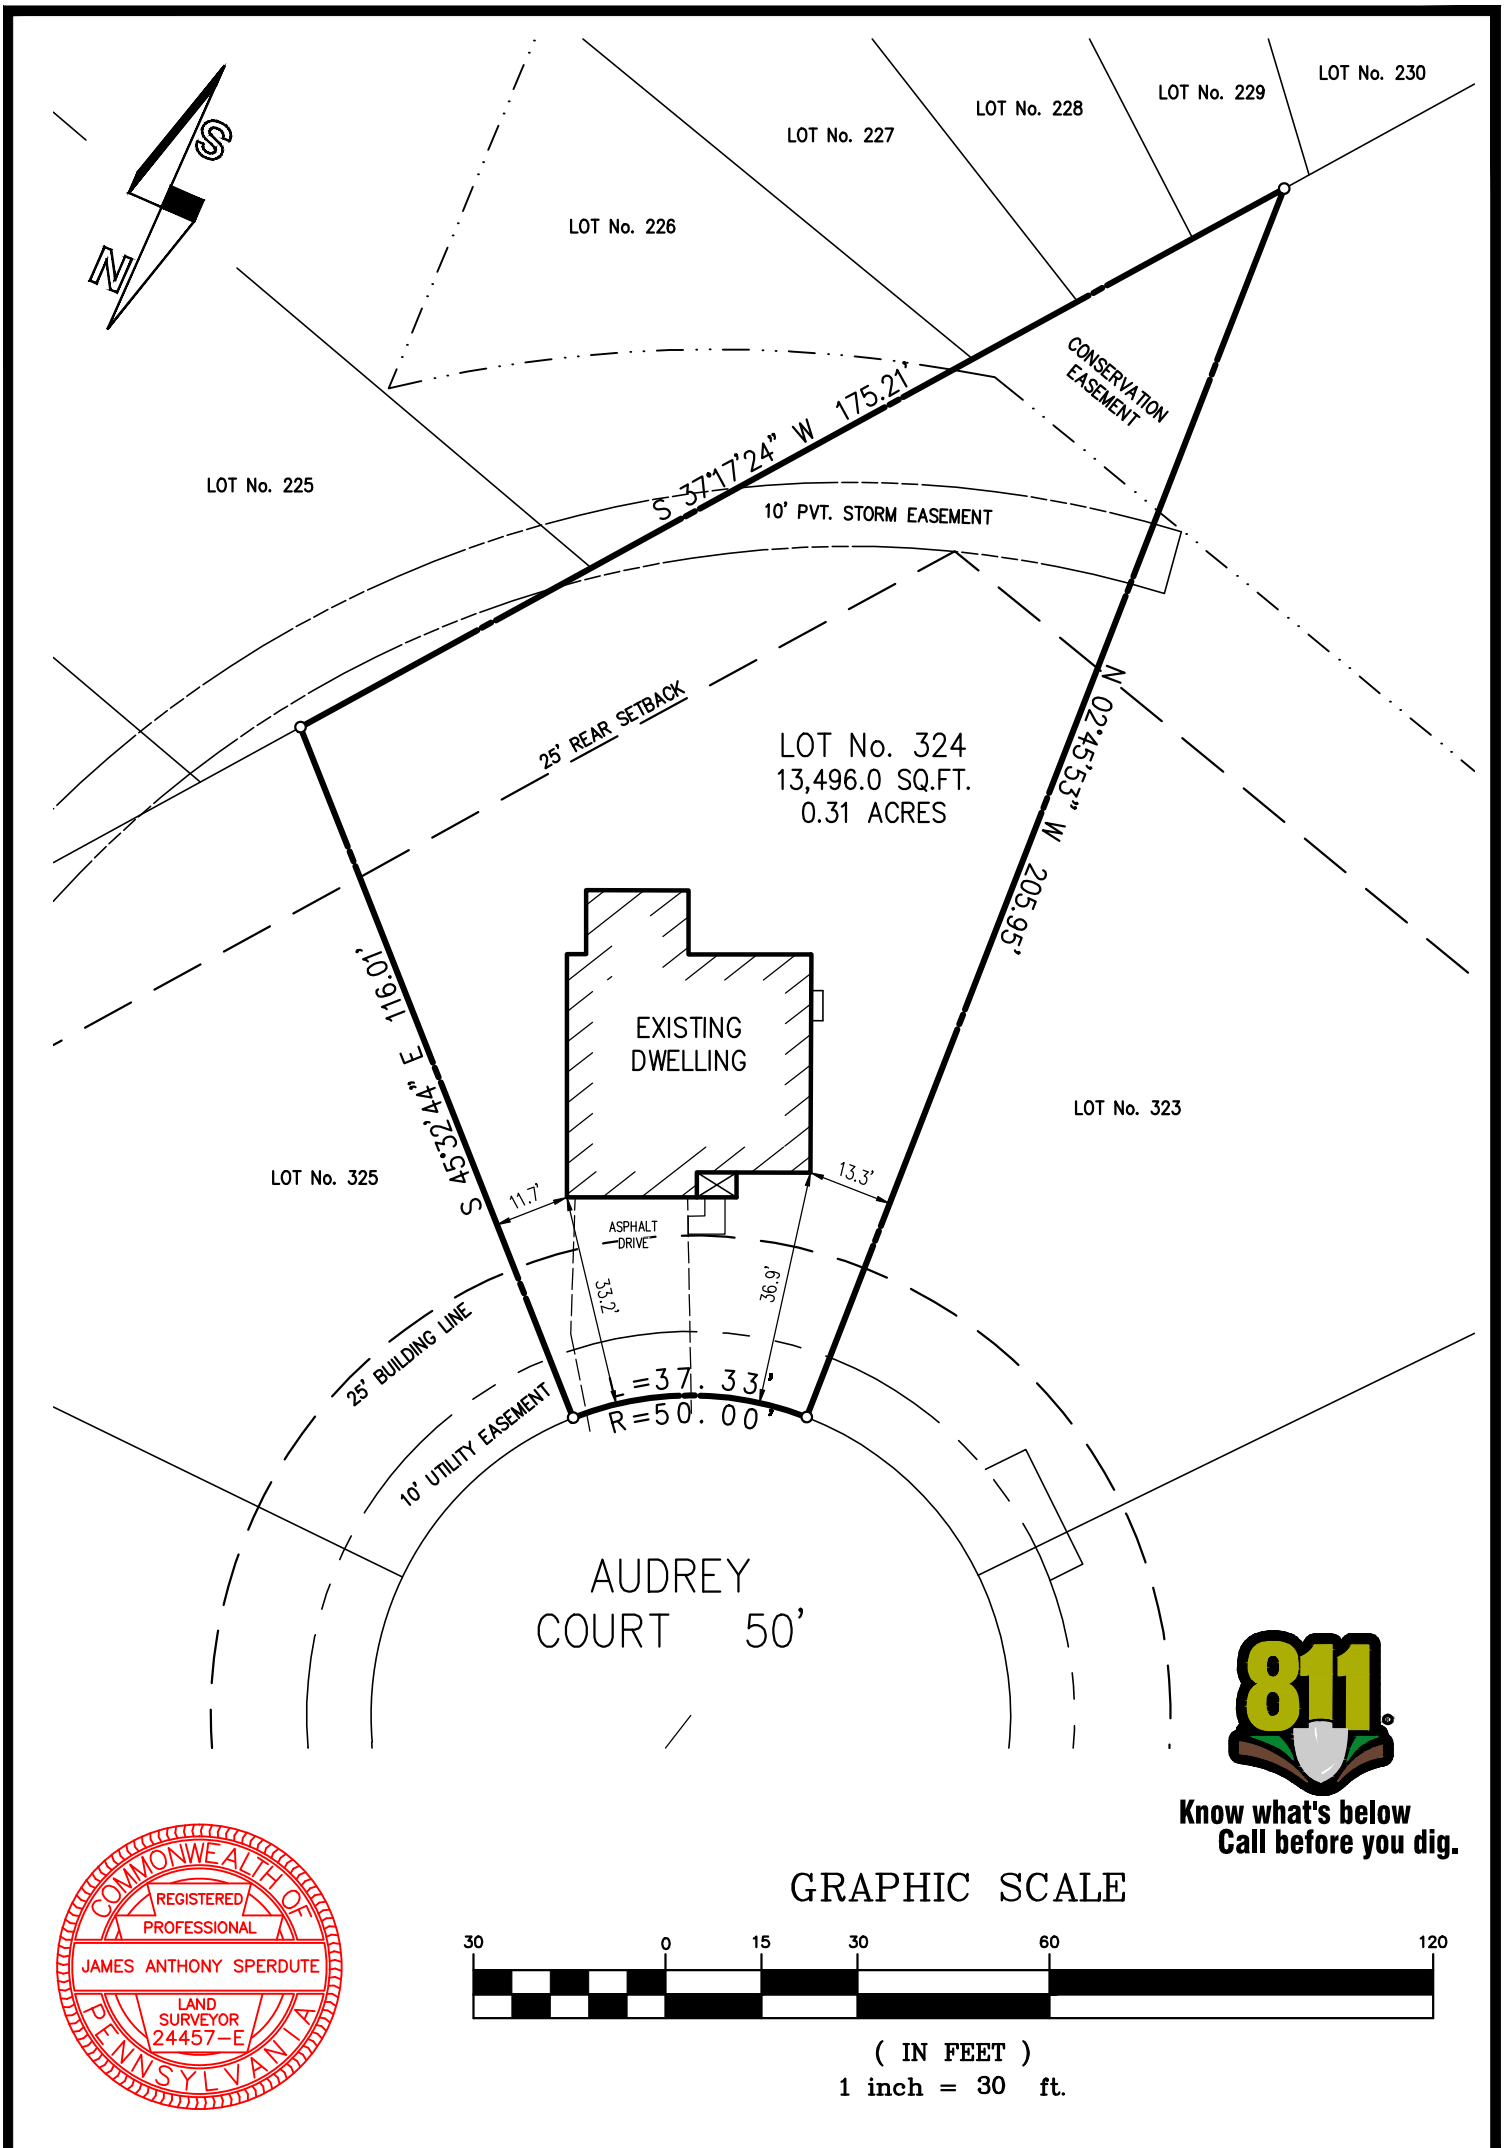 LOT No. 230
LOT No. 229
LOT No. 228
LOT No. 227
S
LOT No. 226
N
CONSERVATION
EASEMENT
S 37°17'24" W 175.21'
LOT No. 225
10' PVT. STORM EASEMENT
25' REAR SETBACK
LOT No. 324
13,496.0 SQ.FT.
0.31 ACRES
N 02°45'53" W 205.95'
S 45°32'44" E 116.01'
EXISTING
DWELLING
LOT No. 323
LOT No. 325
11.7'
13.3'
ASPHALT
DRIVE
33.2'
36.9'
25' BUILDING LINE
10' UTILITY EASEMENT
L=37.33'
R=50.00'
AUDREY
COURT 50'
811
Know what's below
Call before you dig.
COMMONWEALTH OF
REGISTERED
PROFESSIONAL
JAMES ANTHONY SPERDUTE
LAND
SURVEYOR
24457-E
PENNSYLVANIA
GRAPHIC SCALE
30 0 15 30 60 120
( IN FEET )
1 inch = 30 ft.